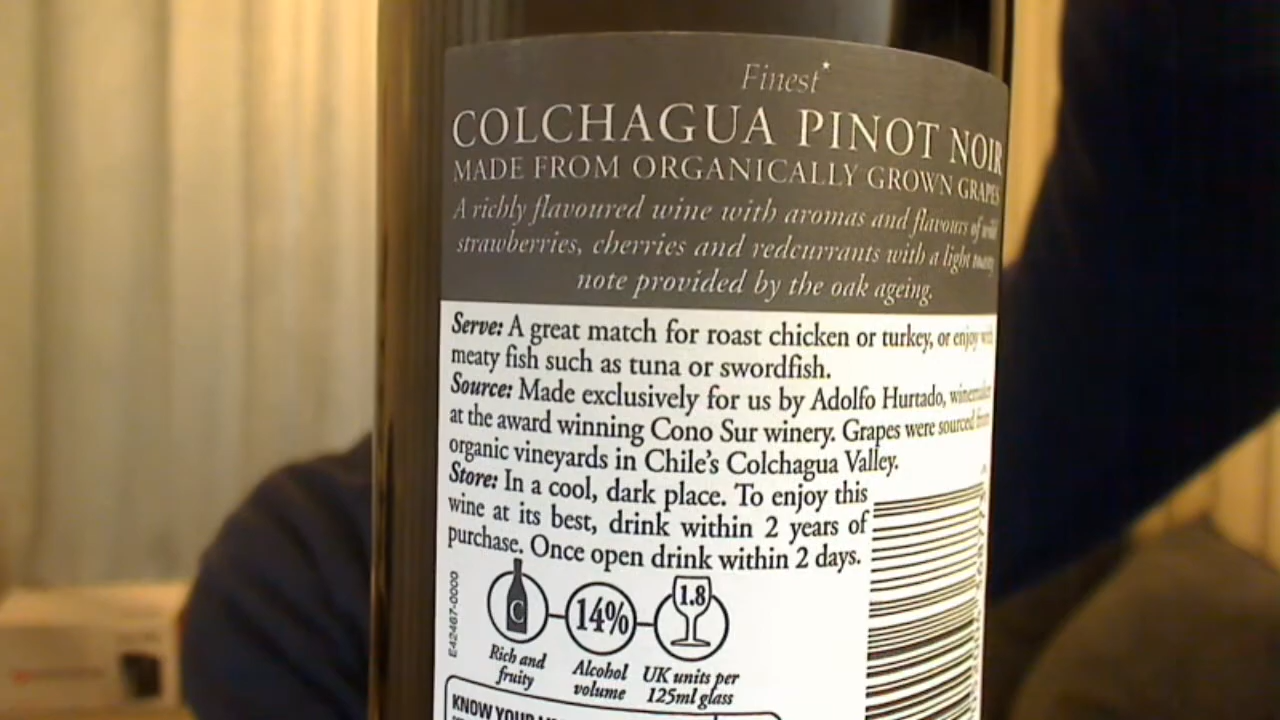 Finest*
COLCHAGUA PINOT NOIR
MADE FROM ORGANICALLY GROWN GRAPES
A richly flavoured wine with aromas and flavours of wild
strawberries, cherries and redcurrants with a light
note provided by the oak ageing.
Serve: A great match for roast chicken or turkey, or enjoy with
meaty fish such as tuna or swordfish.
Source: Made exclusively for us by Adolfo Hurtado, winemaker
at the award winning Cono Sur winery. Grapes were sourced from
organic vineyards in Chile's Colchagua Valley.
Store: In a cool, dark place. To enjoy this
wine at its best, drink within 2 years of
purchase. Once open drink within 2 days.
E42467-0000
C 14% 1.8
Rich and fruity
Alcohol volume
UK units per 125ml glass
KNOW YOUR